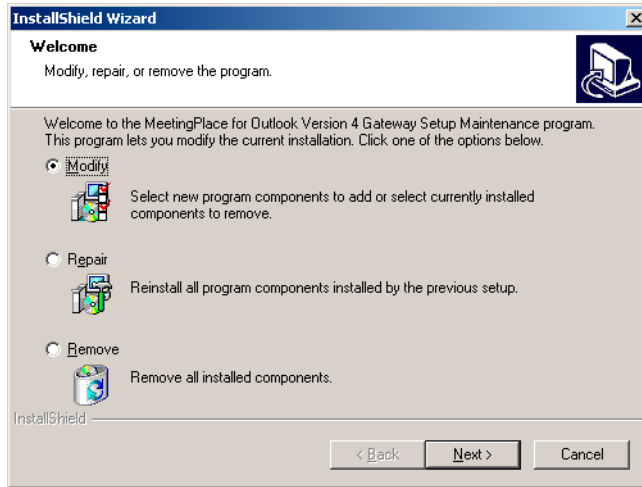 InstallShield Wizard
Welcome
Modify, repair, or remove the program.
Welcome to the MeetingPlace for Outlook Version 4 Gateway Setup Maintenance program.
This program lets you modify the current installation. Click one of the options below.
Modify
Select new program components to add or select currently installed
components to remove.
Repair
Reinstall all program components installed by the previous setup.
Remove
Remove all installed components.
InstallShield
< Back Next > Cancel